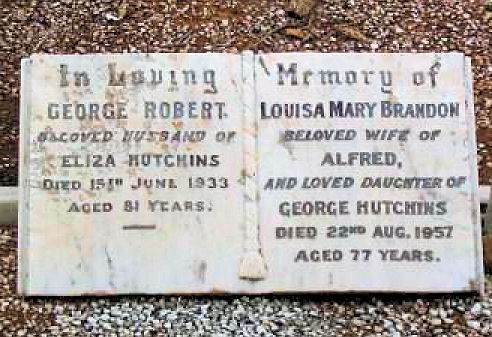 In Loving
GEORGE ROBERT.
BELOVED HUSBAND OF
ELIZA HUTCHINS
DIED 15TH JUNE 1933
AGED 81 YEARS.
Memory of
LOUISA MARY BRANDON
BELOVED WIFE OF
ALFRED,
AND LOVED DAUGHTER OF
GEORGE HUTCHINS
DIED 22ND AUG. 1957
AGED 77 YEARS.